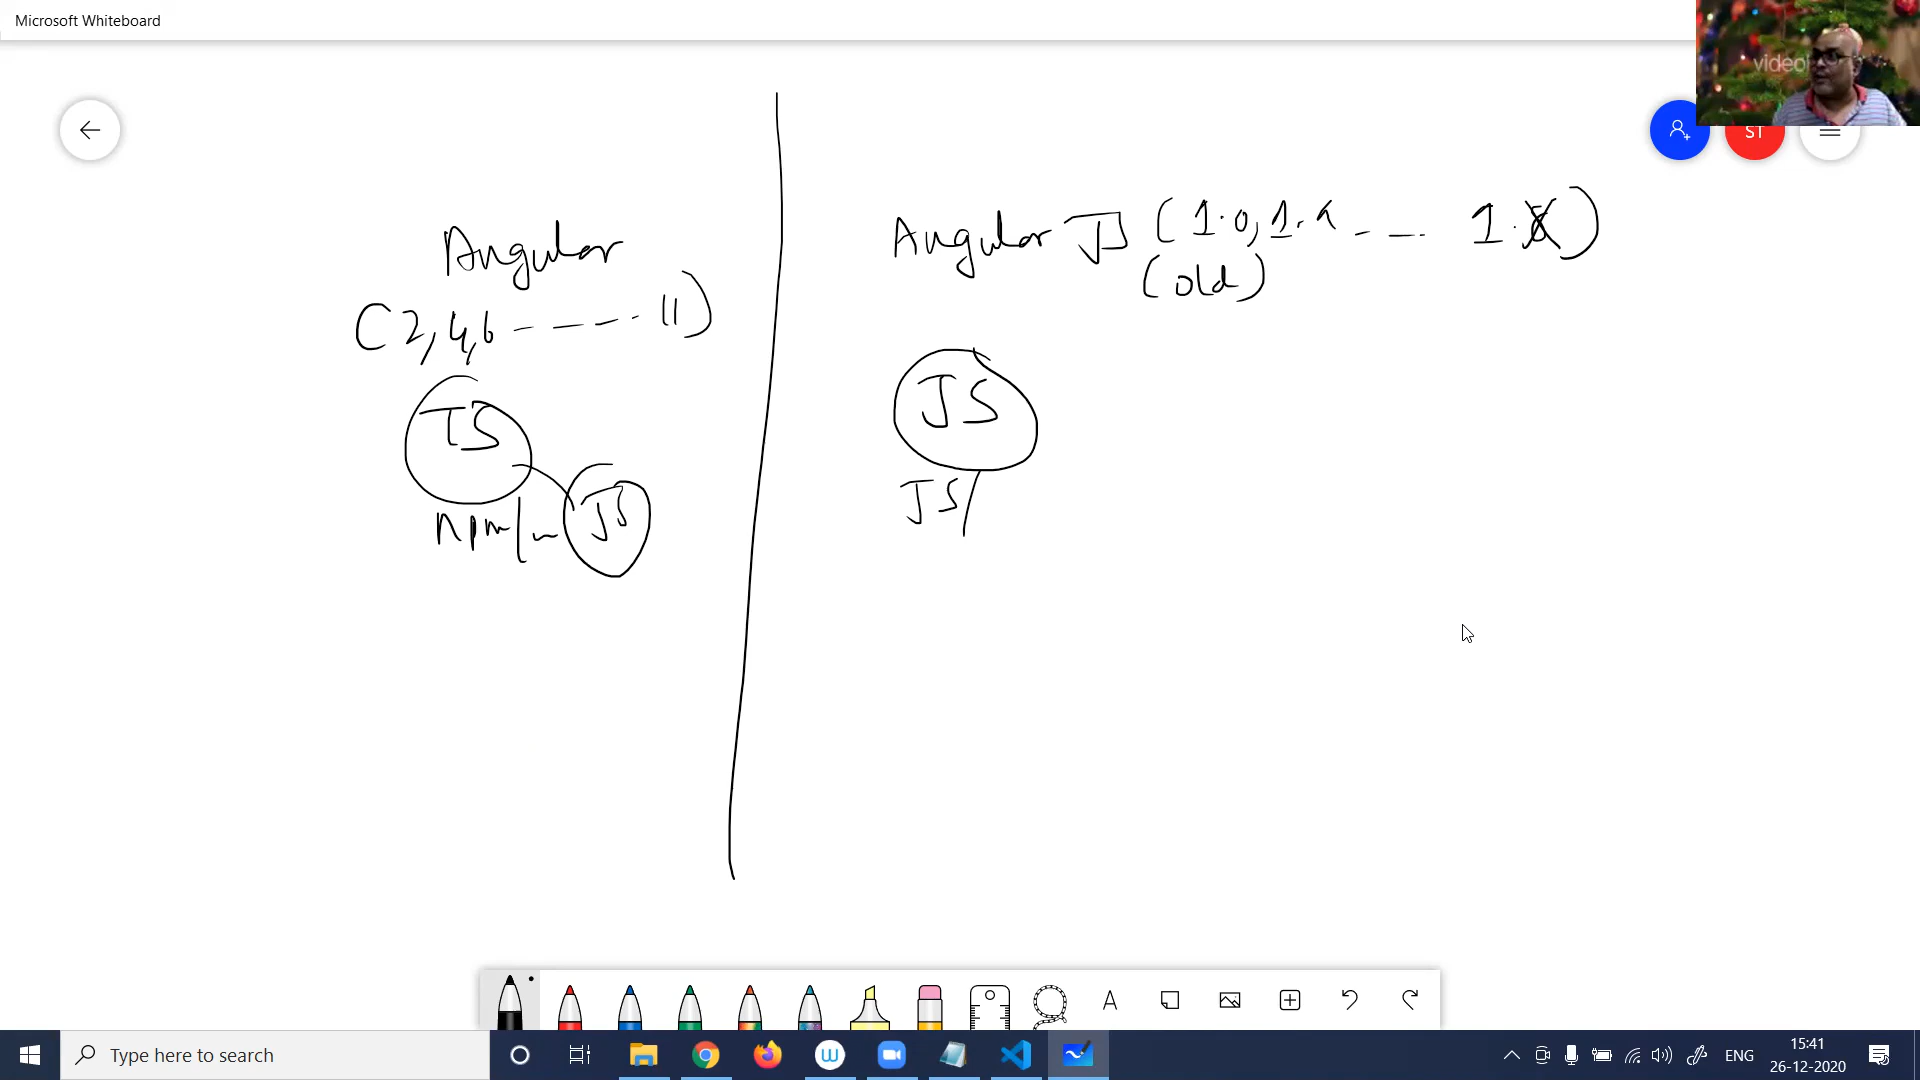 Microsoft Whiteboard
video
ST
Angular
(2,4,6 ------ 11)
TS
npm/
JS
Angular JS (1.0, 1. -- 1.x)
(old)
JS
JS/
A
Type here to search
ENG
15:41
26-12-2020